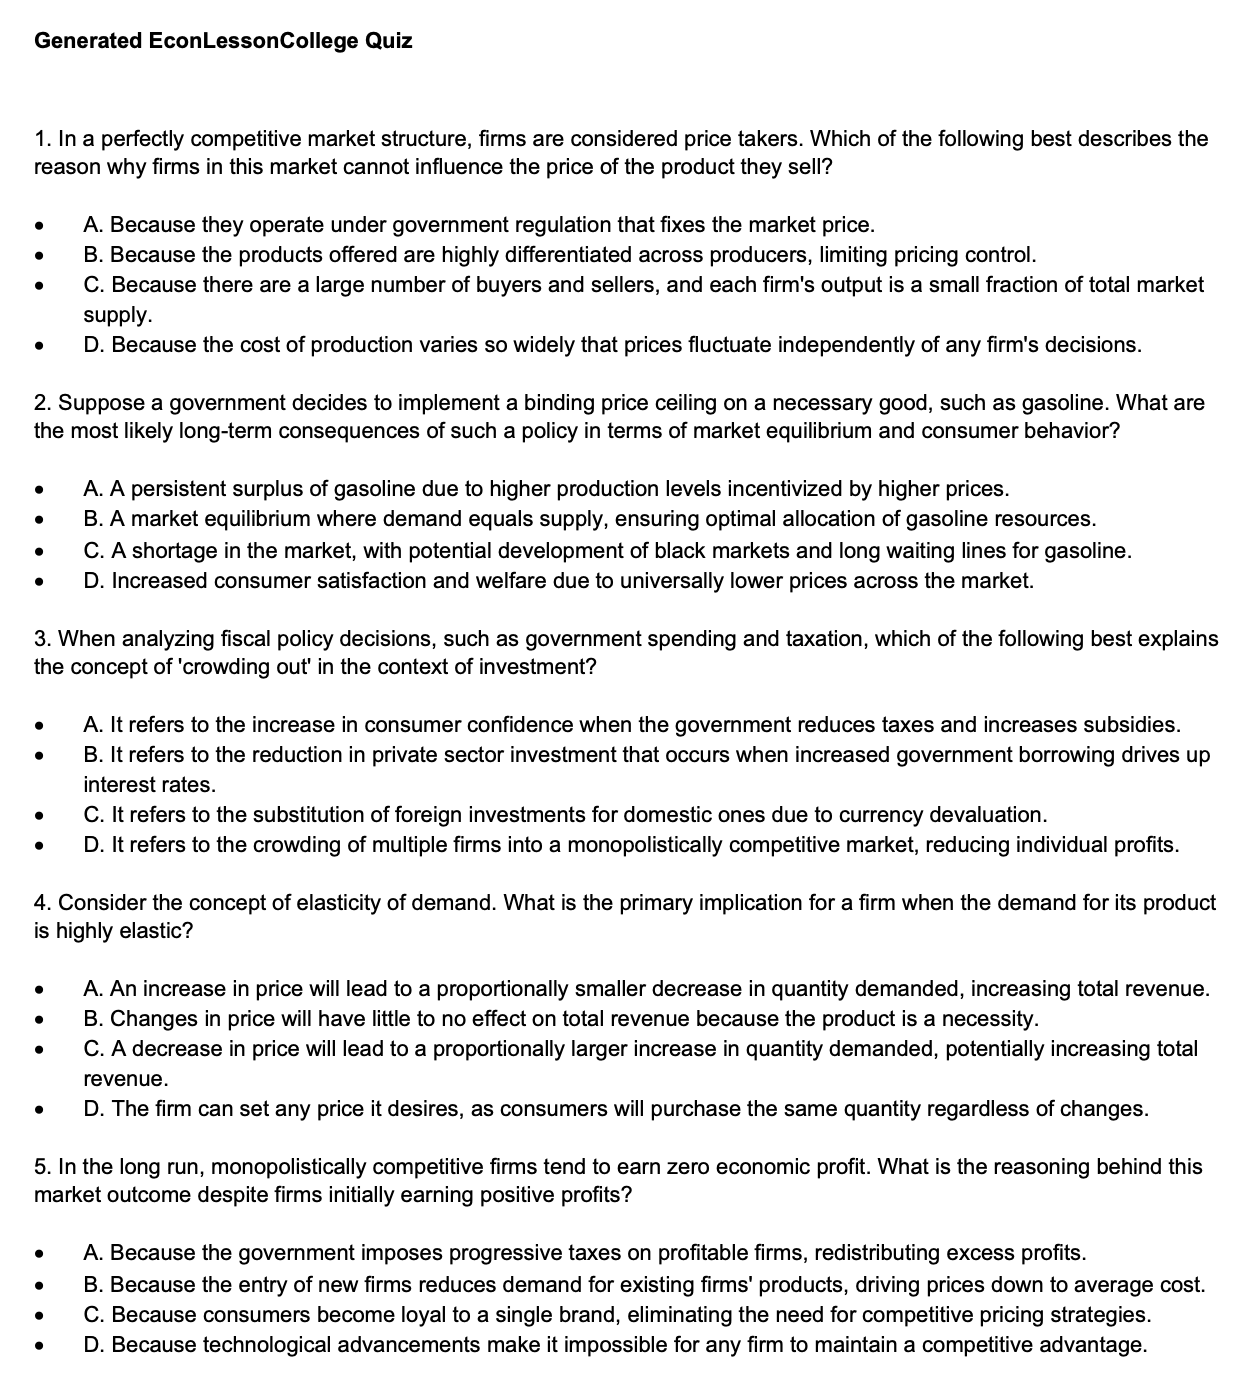 Generated EconLessonCollege Quiz
1. In a perfectly competitive market structure, firms are considered price takers. Which of the following best describes the
reason why firms in this market cannot influence the price of the product they sell?
• A. Because they operate under government regulation that fixes the market price.
• B. Because the products offered are highly differentiated across producers, limiting pricing control.
• C. Because there are a large number of buyers and sellers, and each firm's output is a small fraction of total market
supply.
• D. Because the cost of production varies so widely that prices fluctuate independently of any firm's decisions.
2. Suppose a government decides to implement a binding price ceiling on a necessary good, such as gasoline. What are
the most likely long-term consequences of such a policy in terms of market equilibrium and consumer behavior?
• A. A persistent surplus of gasoline due to higher production levels incentivized by higher prices.
• B. A market equilibrium where demand equals supply, ensuring optimal allocation of gasoline resources.
• C. A shortage in the market, with potential development of black markets and long waiting lines for gasoline.
• D. Increased consumer satisfaction and welfare due to universally lower prices across the market.
3. When analyzing fiscal policy decisions, such as government spending and taxation, which of the following best explains
the concept of 'crowding out' in the context of investment?
• A. It refers to the increase in consumer confidence when the government reduces taxes and increases subsidies.
• B. It refers to the reduction in private sector investment that occurs when increased government borrowing drives up
interest rates.
• C. It refers to the substitution of foreign investments for domestic ones due to currency devaluation.
• D. It refers to the crowding of multiple firms into a monopolistically competitive market, reducing individual profits.
4. Consider the concept of elasticity of demand. What is the primary implication for a firm when the demand for its product
is highly elastic?
• A. An increase in price will lead to a proportionally smaller decrease in quantity demanded, increasing total revenue.
• B. Changes in price will have little to no effect on total revenue because the product is a necessity.
• C. A decrease in price will lead to a proportionally larger increase in quantity demanded, potentially increasing total
revenue.
• D. The firm can set any price it desires, as consumers will purchase the same quantity regardless of changes.
5. In the long run, monopolistically competitive firms tend to earn zero economic profit. What is the reasoning behind this
market outcome despite firms initially earning positive profits?
• A. Because the government imposes progressive taxes on profitable firms, redistributing excess profits.
• B. Because the entry of new firms reduces demand for existing firms' products, driving prices down to average cost.
• C. Because consumers become loyal to a single brand, eliminating the need for competitive pricing strategies.
• D. Because technological advancements make it impossible for any firm to maintain a competitive advantage.